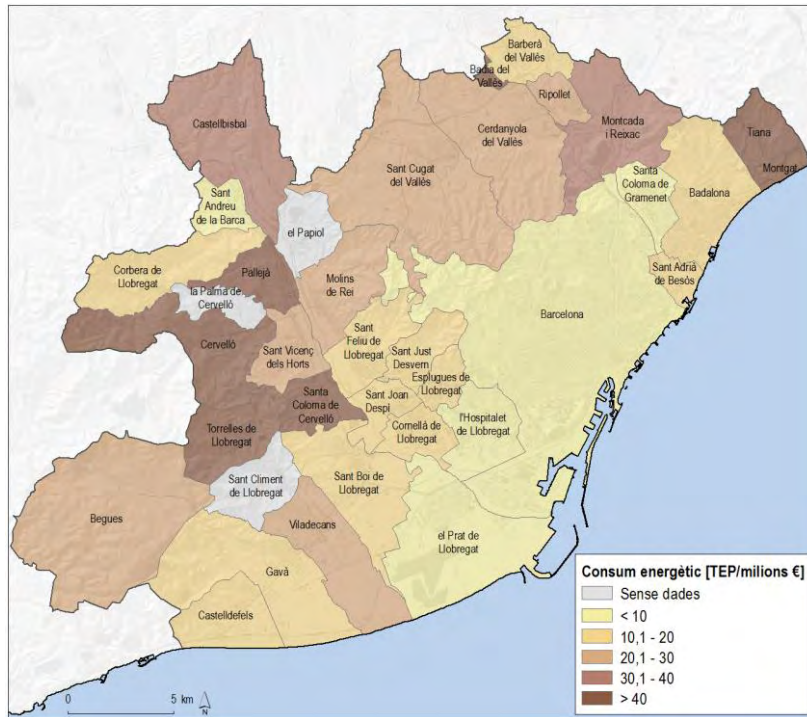 Barberà
del Vallès
Badia del
Vallès
Ripollet
Castellbisbal
Montcada
i Reixac
Tiana
Cerdanyola
del Vallès
Montgat
Sant Cugat
del Vallès
Santa
Coloma de
Gramenet
Badalona
Sant
Andreu
de la Barca
el Papiol
Corbera de
Llobregat
Pallejà
Molins
de Rei
Sant Adrià
de Besòs
la Palma de
Cervelló
Barcelona
Cervelló
Sant Vicenç
dels Horts
Sant
Feliu de
Llobregat
Sant Just
Desvern
Esplugues de
Llobregat
Santa
Coloma de
Cervelló
Sant Joan
Despí
Torrelles de
Llobregat
Cornellà de
Llobregat
l'Hospitalet
de Llobregat
Sant Climent
de Llobregat
Sant Boi de
Llobregat
Begues
Viladecans
el Prat de
Llobregat
Gavà
Castelldefels
Consum energètic [TEP/milions €]
Sense dades
< 10
10,1 - 20
20,1 - 30
30,1 - 40
> 40
0 5 km
N